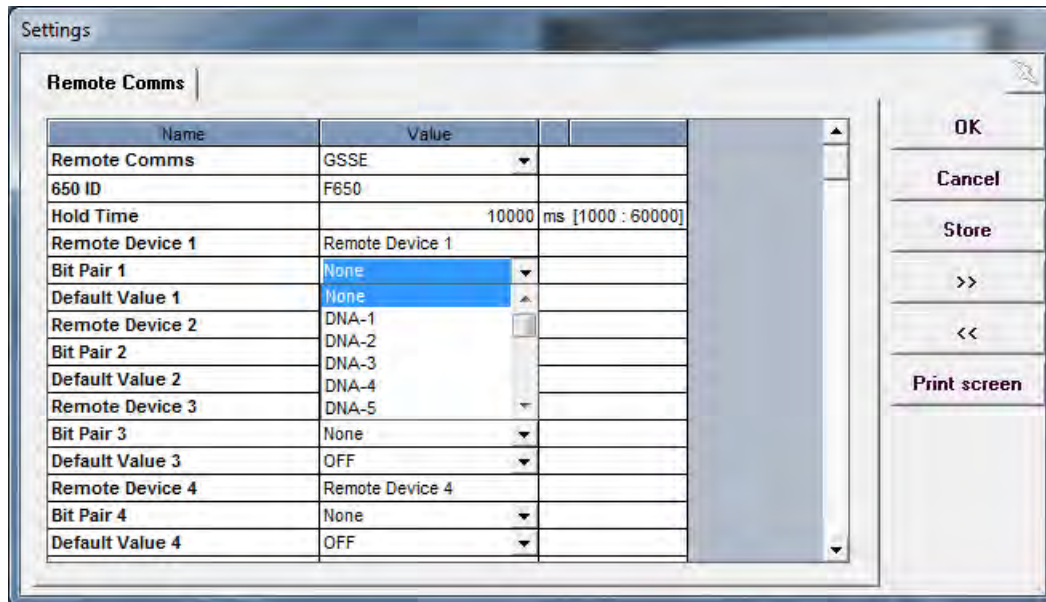 Settings
Remote Comms
Name Value
Remote Comms GSSE
650 ID F650
Hold Time 10000 ms [1000 : 60000]
Remote Device 1 Remote Device 1
Bit Pair 1 None
Default Value 1 None
Remote Device 2 DNA-1
Bit Pair 2 DNA-2
DNA-3
Default Value 2 DNA-4
Remote Device 3 DNA-5
Bit Pair 3 None
Default Value 3 OFF
Remote Device 4 Remote Device 4
Bit Pair 4 None
Default Value 4 OFF
OK
Cancel
Store
>>
<<
Print screen